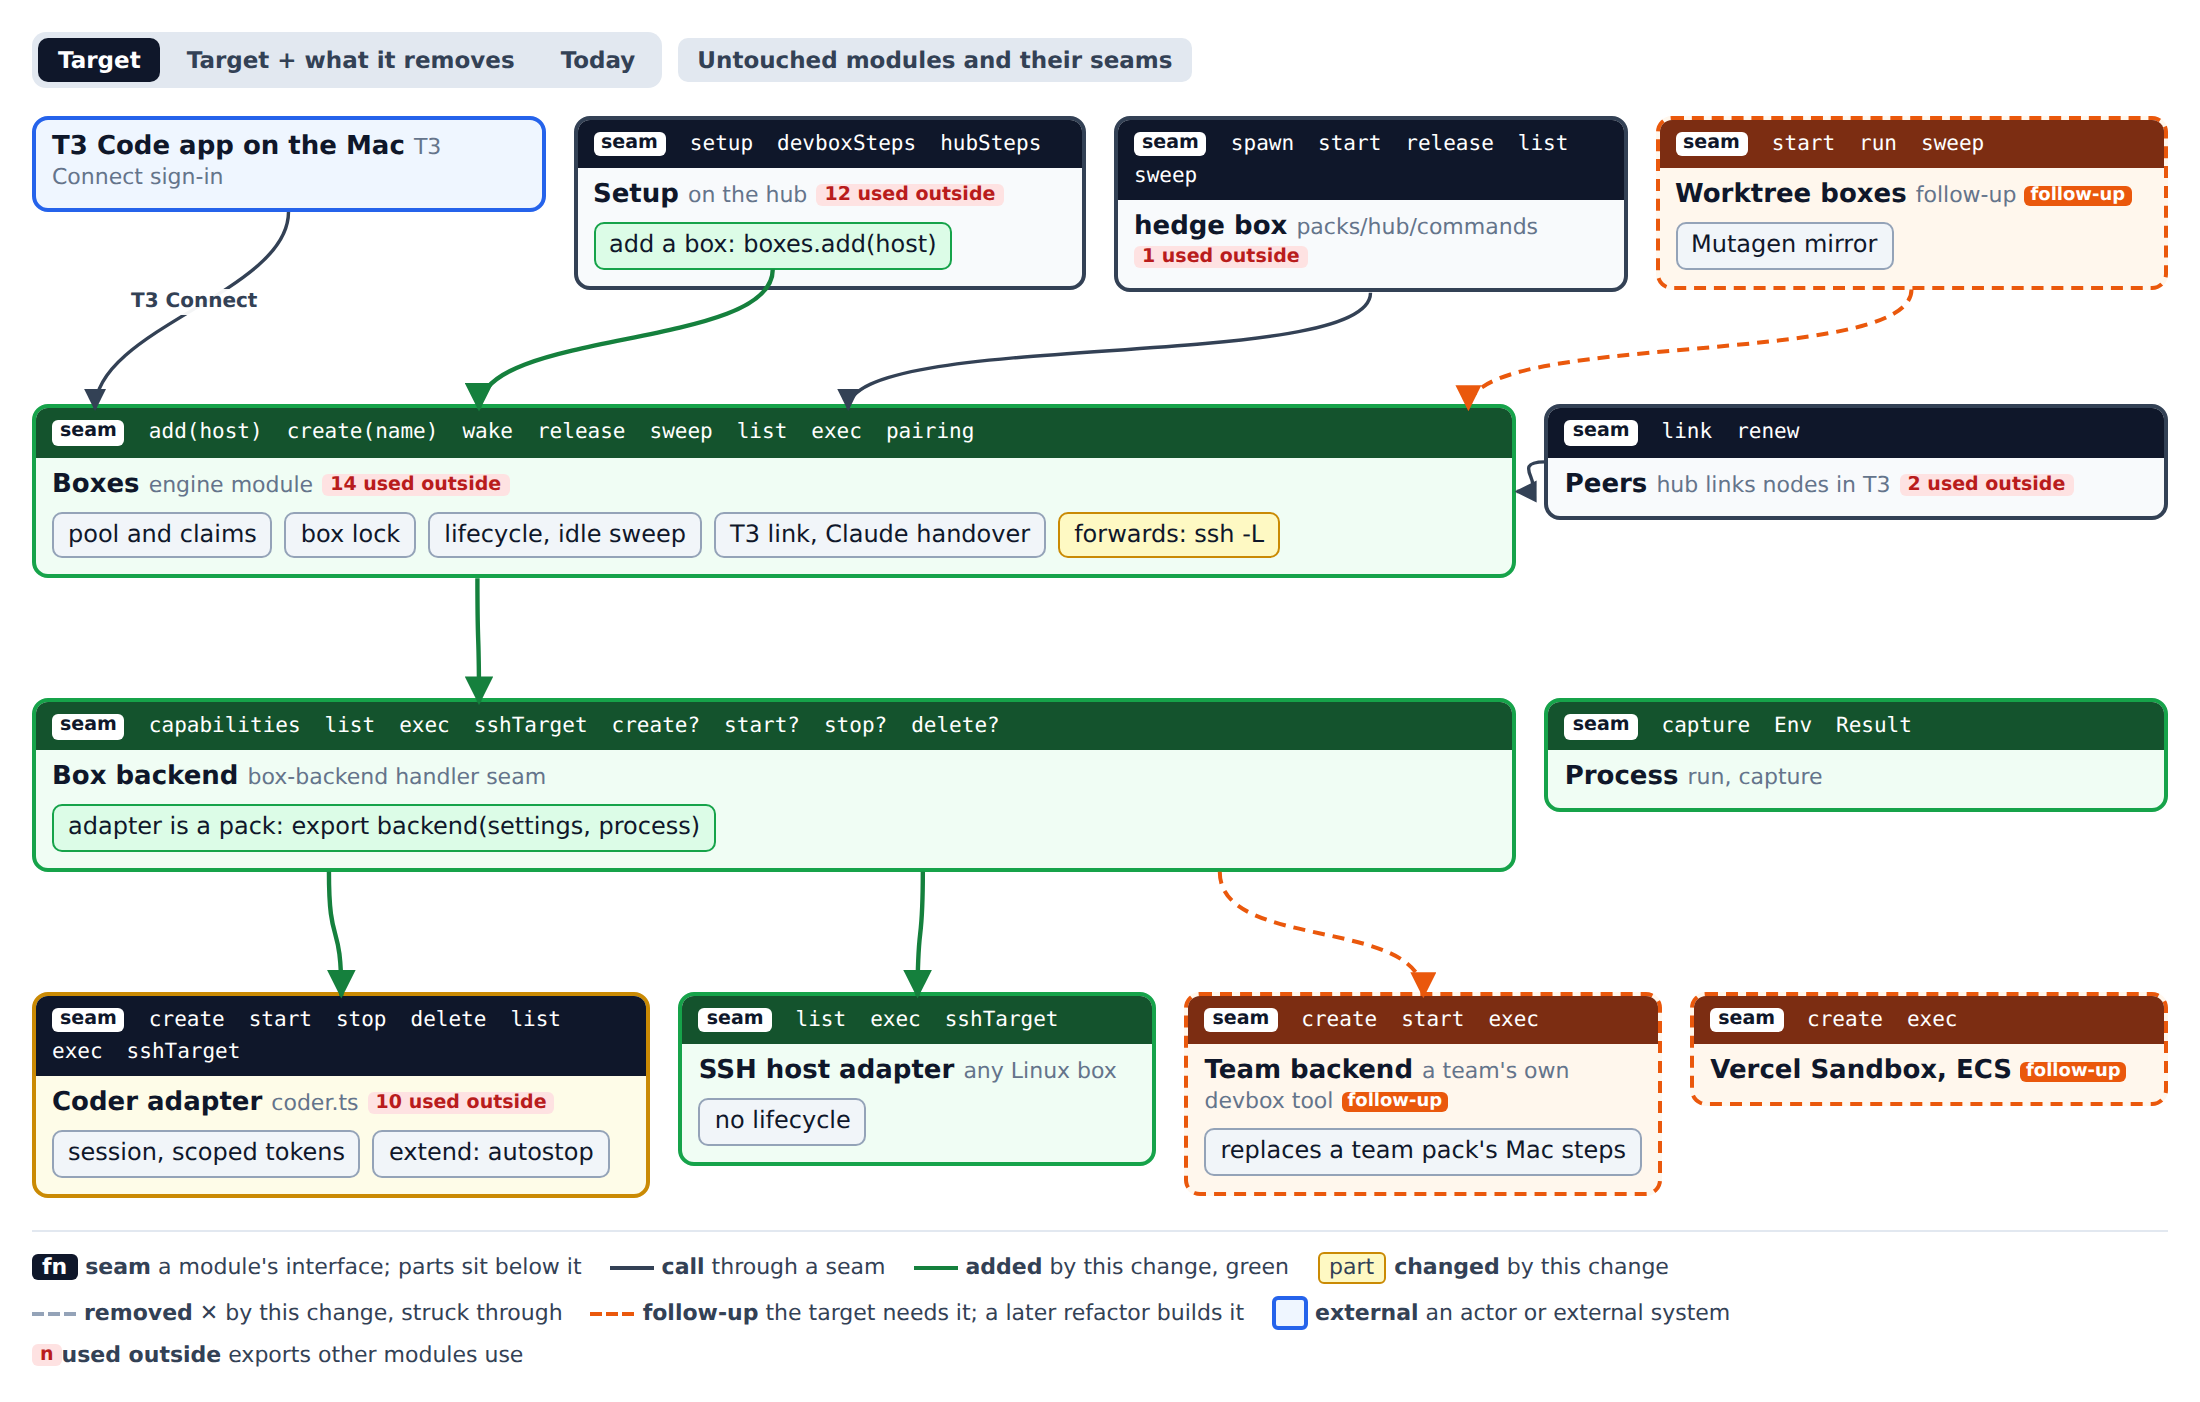 Target
Target + what it removes
Today
Untouched modules and their seams
T3 Code app on the Mac T3
Connect sign-in
seam setup devboxSteps hubSteps
Setup on the hub 12 used outside
add a box: boxes.add(host)
seam spawn start release list
sweep
hedge box packs/hub/commands
1 used outside
seam start run sweep
Worktree boxes follow-up follow-up
Mutagen mirror
T3 Connect
seam add(host) create(name) wake release sweep list exec pairing
Boxes engine module 14 used outside
pool and claims
box lock
lifecycle, idle sweep
T3 link, Claude handover
forwards: ssh -L
seam link renew
Peers hub links nodes in T3 2 used outside
seam capabilities list exec sshTarget create? start? stop? delete?
Box backend box-backend handler seam
adapter is a pack: export backend(settings, process)
seam capture Env Result
Process run, capture
seam create start stop delete list
exec sshTarget
Coder adapter coder.ts 10 used outside
session, scoped tokens
extend: autostop
seam list exec sshTarget
SSH host adapter any Linux box
no lifecycle
seam create start exec
Team backend a team's own
devbox tool follow-up
replaces a team pack's Mac steps
seam create exec
Vercel Sandbox, ECS follow-up
fn seam a module's interface; parts sit below it
call through a seam
added by this change, green
part changed by this change
removed ✕ by this change, struck through
follow-up the target needs it; a later refactor builds it
external an actor or external system
n used outside exports other modules use